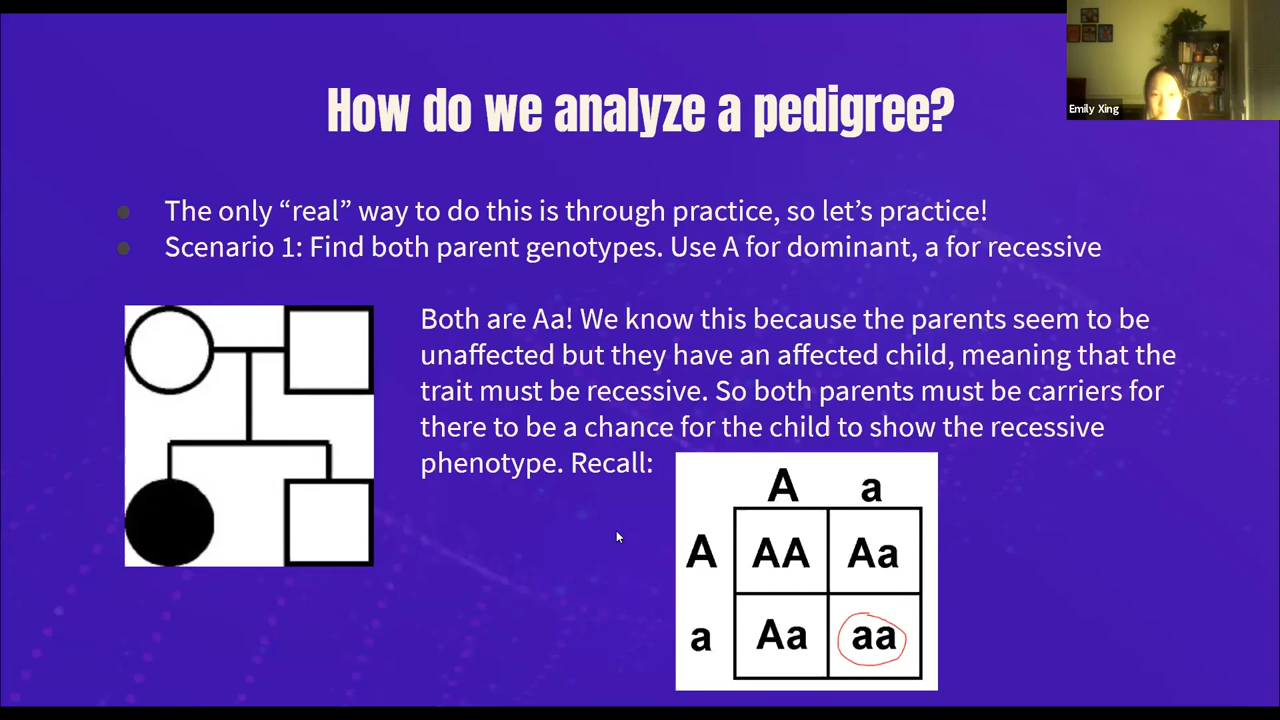 Emily Xing
How do we analyze a pedigree?
The only “real” way to do this is through practice, so let’s practice!
Scenario 1: Find both parent genotypes. Use A for dominant, a for recessive
Both are Aa! We know this because the parents seem to be
unaffected but they have an affected child, meaning that the
trait must be recessive. So both parents must be carriers for
there to be a chance for the child to show the recessive
phenotype. Recall:
A a
A AA Aa
a Aa aa